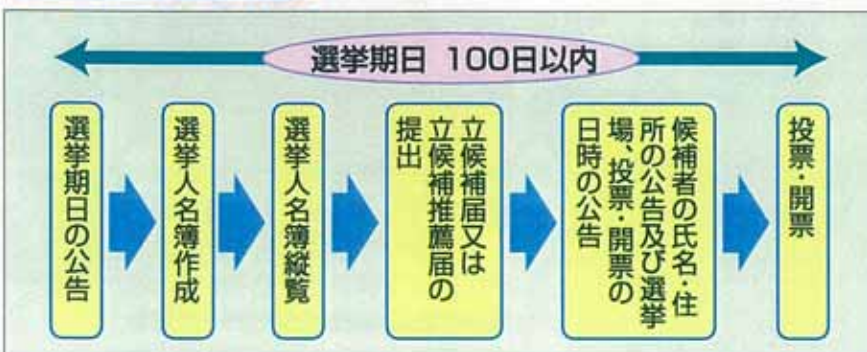 選挙期日 100日以内
選挙期日の公告
選挙人名簿作成
選挙人名簿縦覧
立候補届又は
立候補推薦届の
提出
候補者の氏名・住
所の公告及び選挙
場、投票・開票の
日時の公告
投票・開票